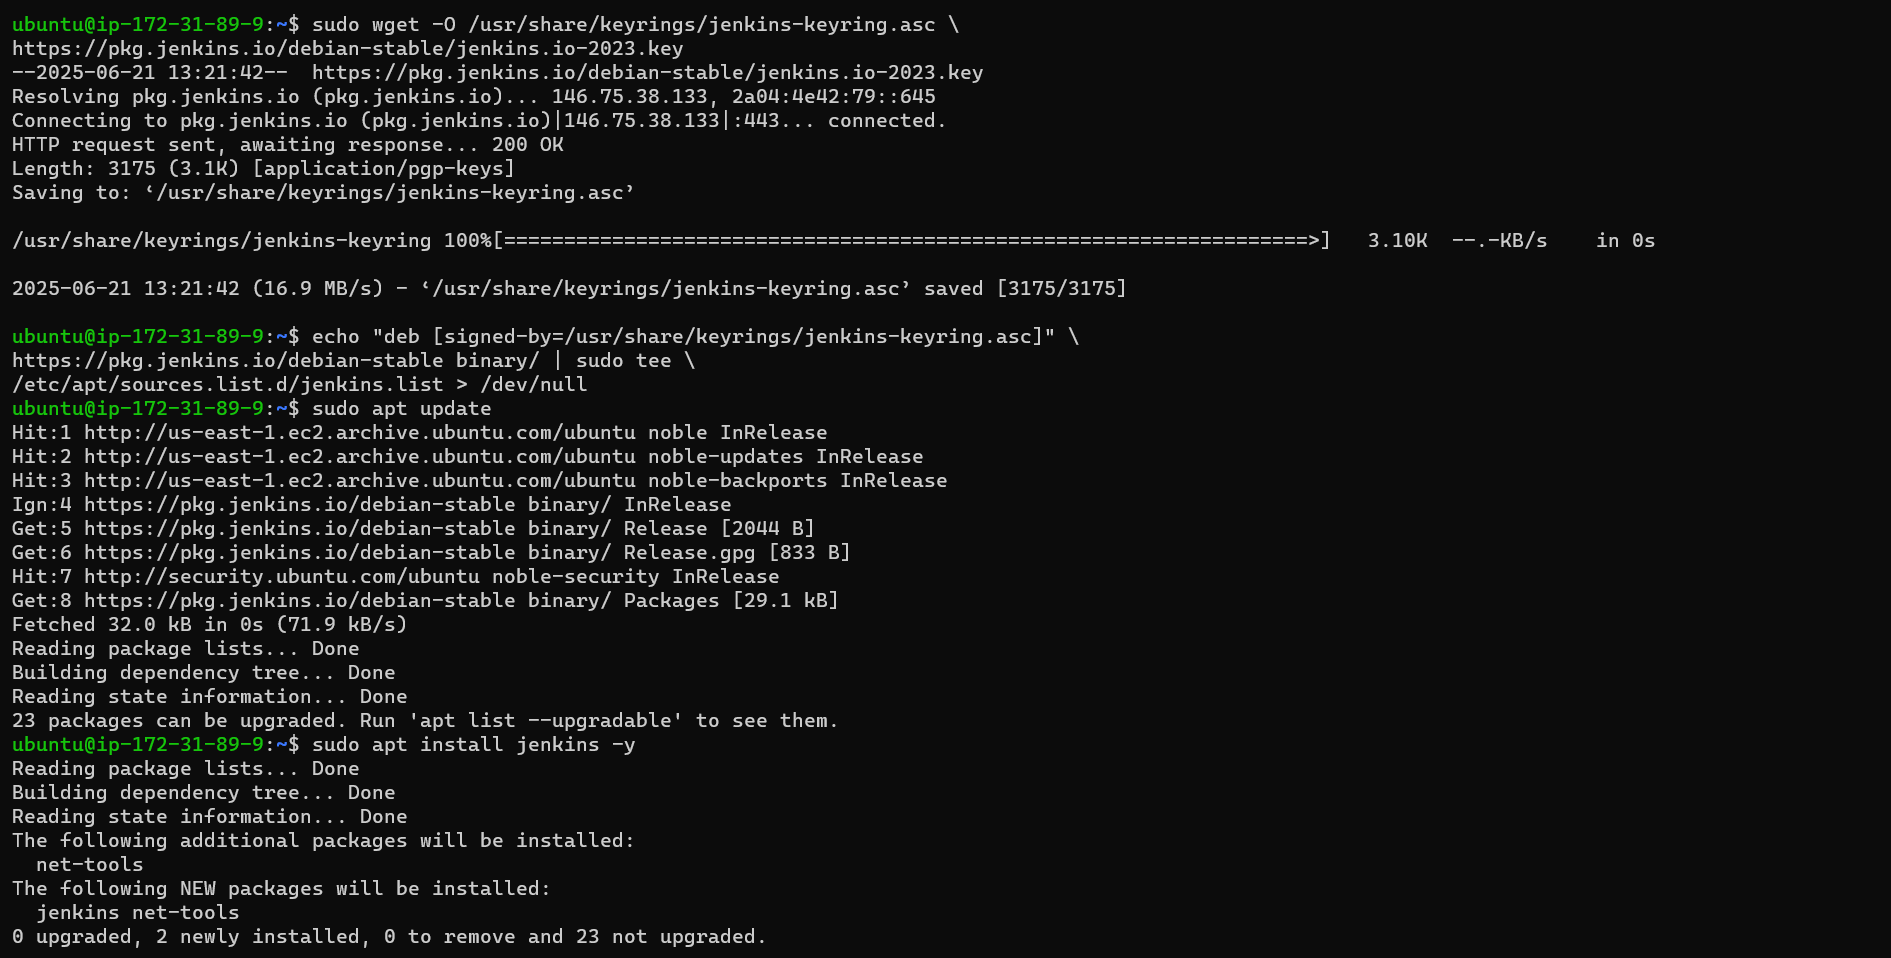 ubuntu@ip-172-31-89-9:~$ sudo wget -O /usr/share/keyrings/jenkins-keyring.asc \
https://pkg.jenkins.io/debian-stable/jenkins.io-2023.key
--2025-06-21 13:21:42--  https://pkg.jenkins.io/debian-stable/jenkins.io-2023.key
Resolving pkg.jenkins.io (pkg.jenkins.io)... 146.75.38.133, 2a04:4e42:79::645
Connecting to pkg.jenkins.io (pkg.jenkins.io)|146.75.38.133|:443... connected.
HTTP request sent, awaiting response... 200 OK
Length: 3175 (3.1K) [application/pgp-keys]
Saving to: ‘/usr/share/keyrings/jenkins-keyring.asc’
/usr/share/keyrings/jenkins-keyring 100%[===================================================================>]   3.10K  --.-KB/s    in 0s
2025-06-21 13:21:42 (16.9 MB/s) - ‘/usr/share/keyrings/jenkins-keyring.asc’ saved [3175/3175]
ubuntu@ip-172-31-89-9:~$ echo "deb [signed-by=/usr/share/keyrings/jenkins-keyring.asc]" \
https://pkg.jenkins.io/debian-stable binary/ | sudo tee \
/etc/apt/sources.list.d/jenkins.list > /dev/null
ubuntu@ip-172-31-89-9:~$ sudo apt update
Hit:1 http://us-east-1.ec2.archive.ubuntu.com/ubuntu noble InRelease
Hit:2 http://us-east-1.ec2.archive.ubuntu.com/ubuntu noble-updates InRelease
Hit:3 http://us-east-1.ec2.archive.ubuntu.com/ubuntu noble-backports InRelease
Ign:4 https://pkg.jenkins.io/debian-stable binary/ InRelease
Get:5 https://pkg.jenkins.io/debian-stable binary/ Release [2044 B]
Get:6 https://pkg.jenkins.io/debian-stable binary/ Release.gpg [833 B]
Hit:7 http://security.ubuntu.com/ubuntu noble-security InRelease
Get:8 https://pkg.jenkins.io/debian-stable binary/ Packages [29.1 kB]
Fetched 32.0 kB in 0s (71.9 kB/s)
Reading package lists... Done
Building dependency tree... Done
Reading state information... Done
23 packages can be upgraded. Run 'apt list --upgradable' to see them.
ubuntu@ip-172-31-89-9:~$ sudo apt install jenkins -y
Reading package lists... Done
Building dependency tree... Done
Reading state information... Done
The following additional packages will be installed:
  net-tools
The following NEW packages will be installed:
  jenkins net-tools
0 upgraded, 2 newly installed, 0 to remove and 23 not upgraded.